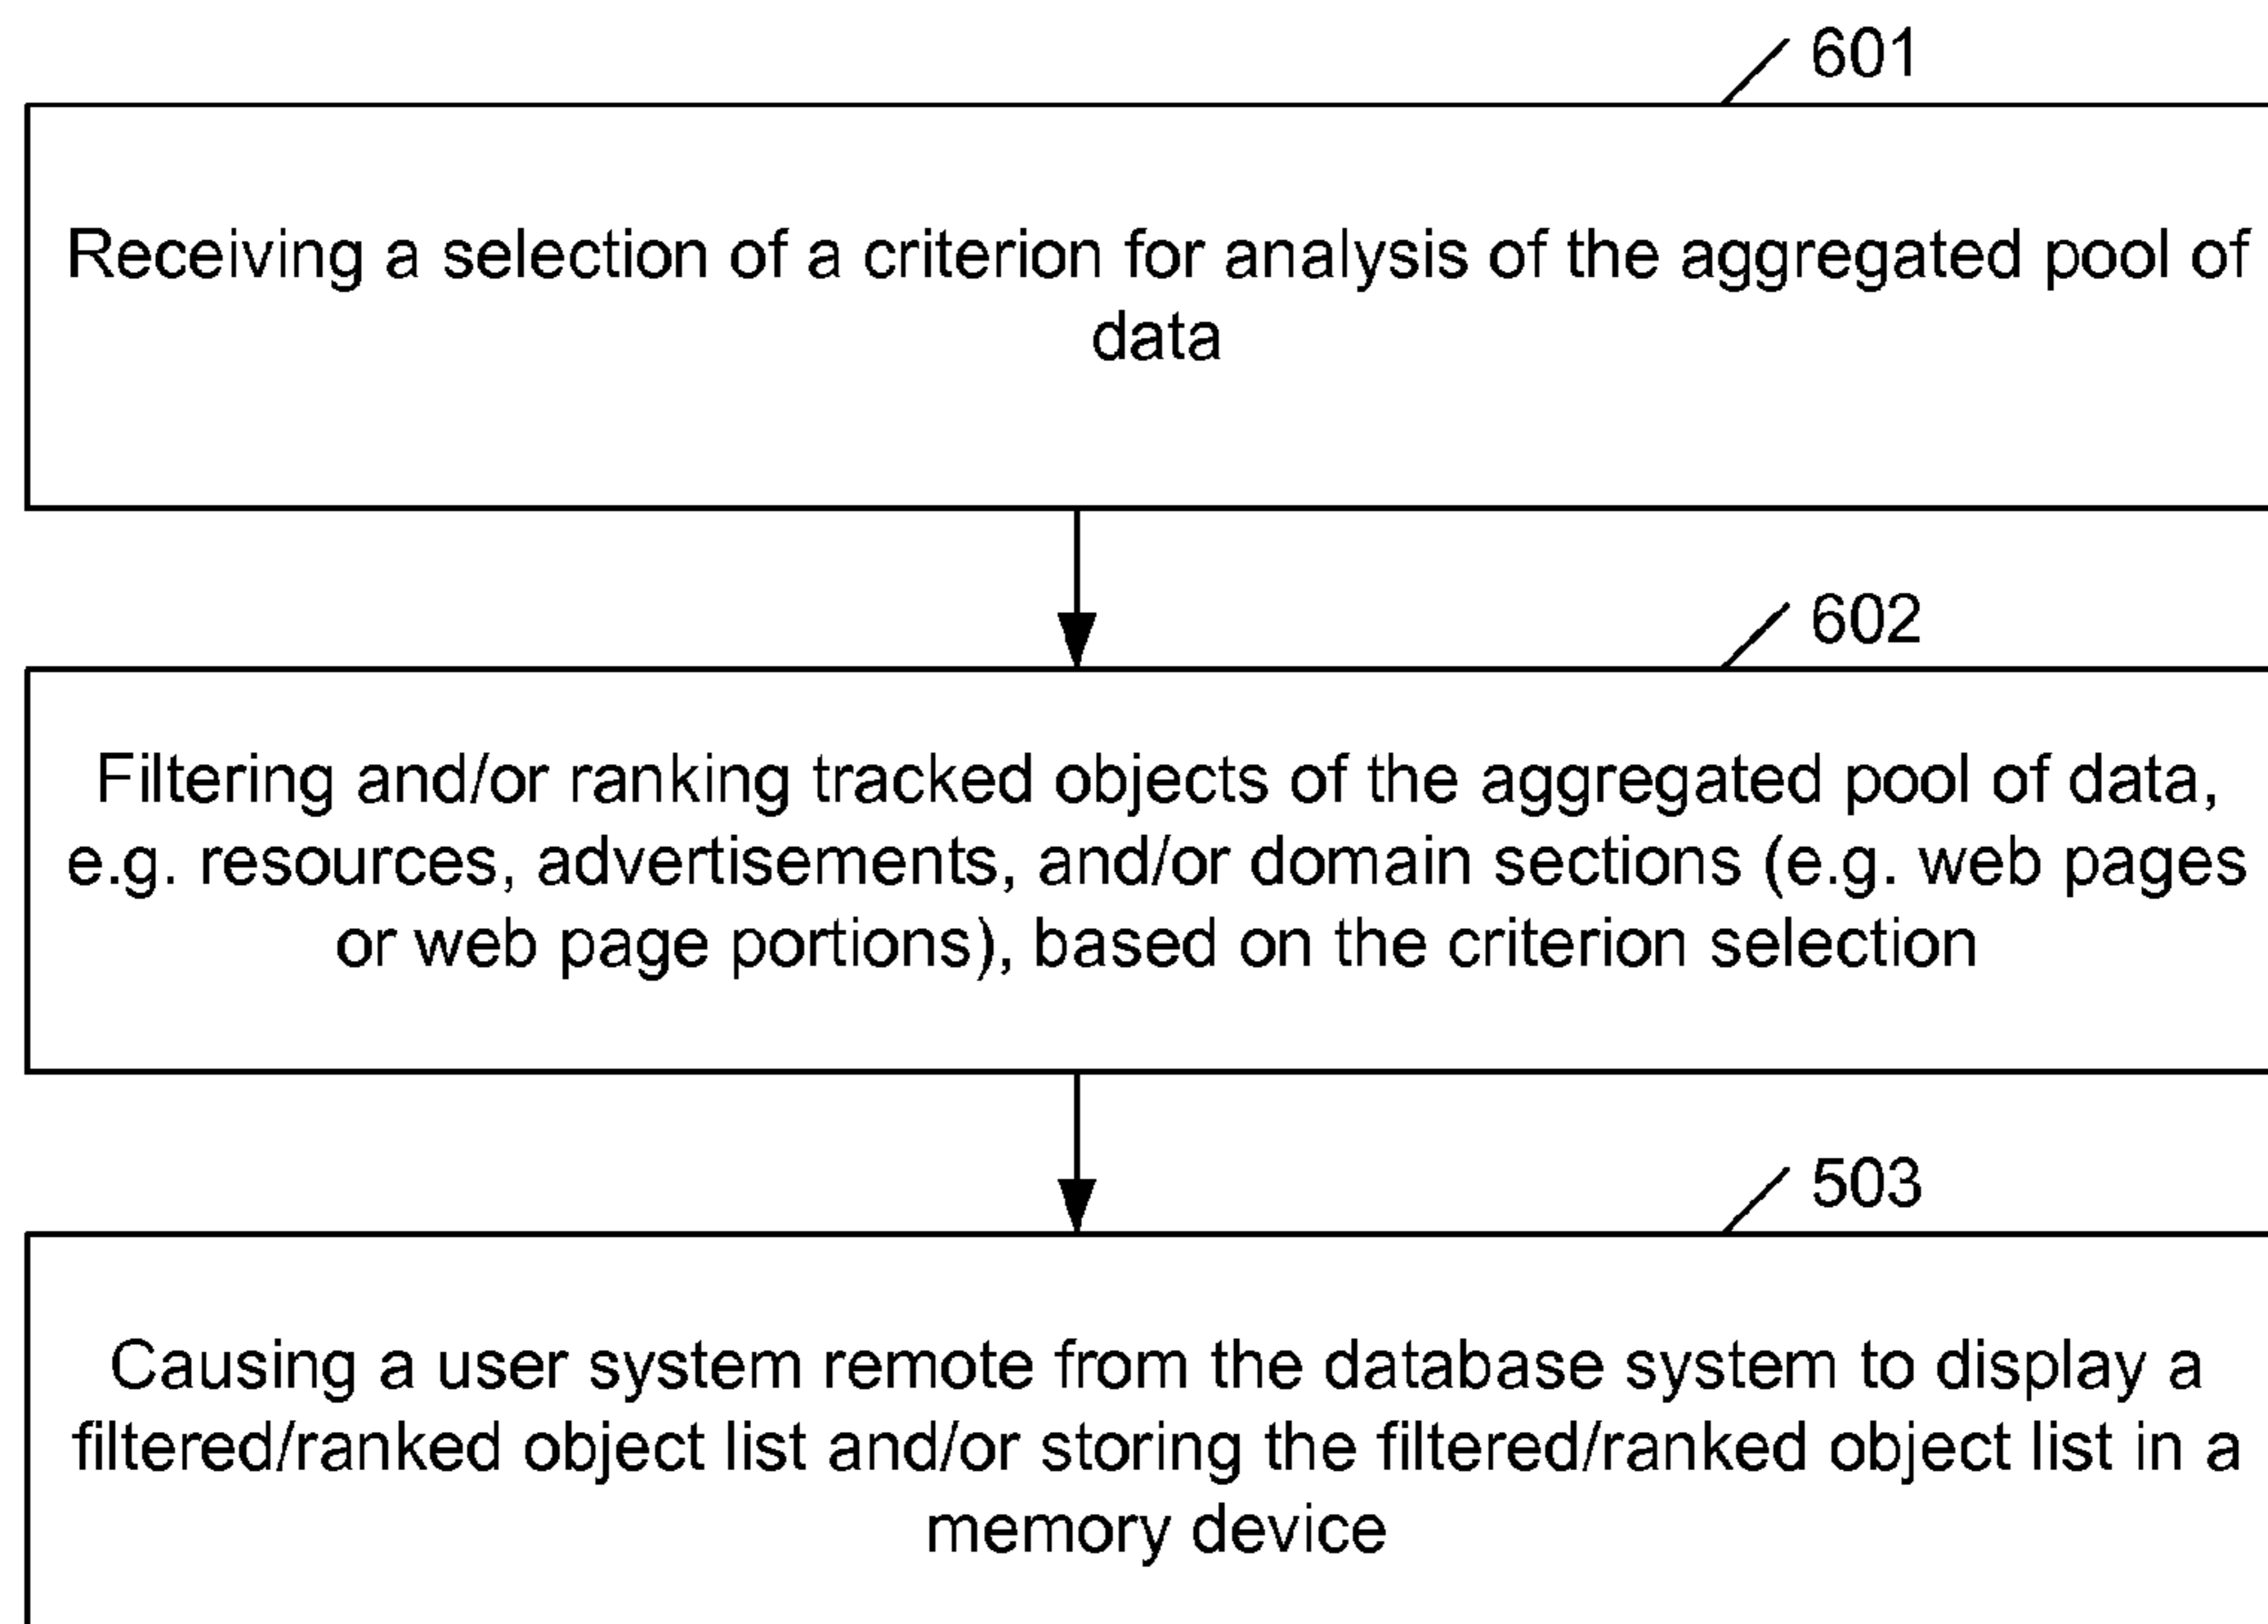 601
Receiving a selection of a criterion for analysis of the aggregated pool of
data
602
Filtering and/or ranking tracked objects of the aggregated pool of data,
e.g. resources, advertisements, and/or domain sections (e.g. web pages
or web page portions), based on the criterion selection
503
Causing a user system remote from the database system to display a
filtered/ranked object list and/or storing the filtered/ranked object list in a
memory device